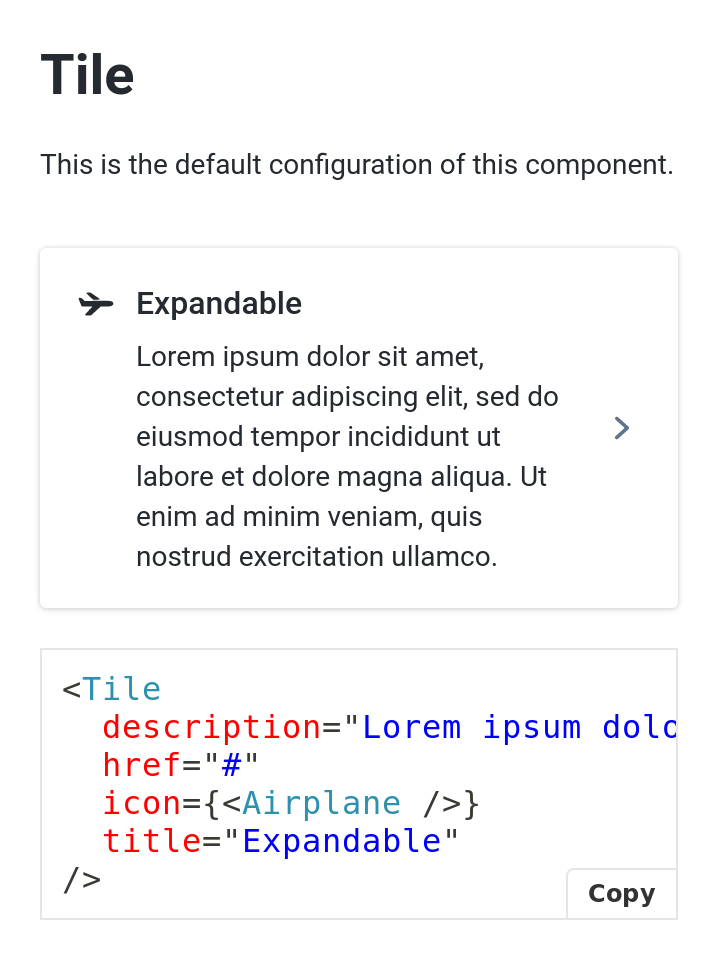 Tile
This is the default configuration of this component.
Expandable
Lorem ipsum dolor sit amet,
consectetur adipiscing elit, sed do
eiusmod tempor incididunt ut
labore et dolore magna aliqua. Ut
enim ad minim veniam, quis
nostrud exercitation ullamco.
<Tile
  description="Lorem ipsum dolo
  href="#"
  icon={<Airplane />}
  title="Expandable"
/>
Copy